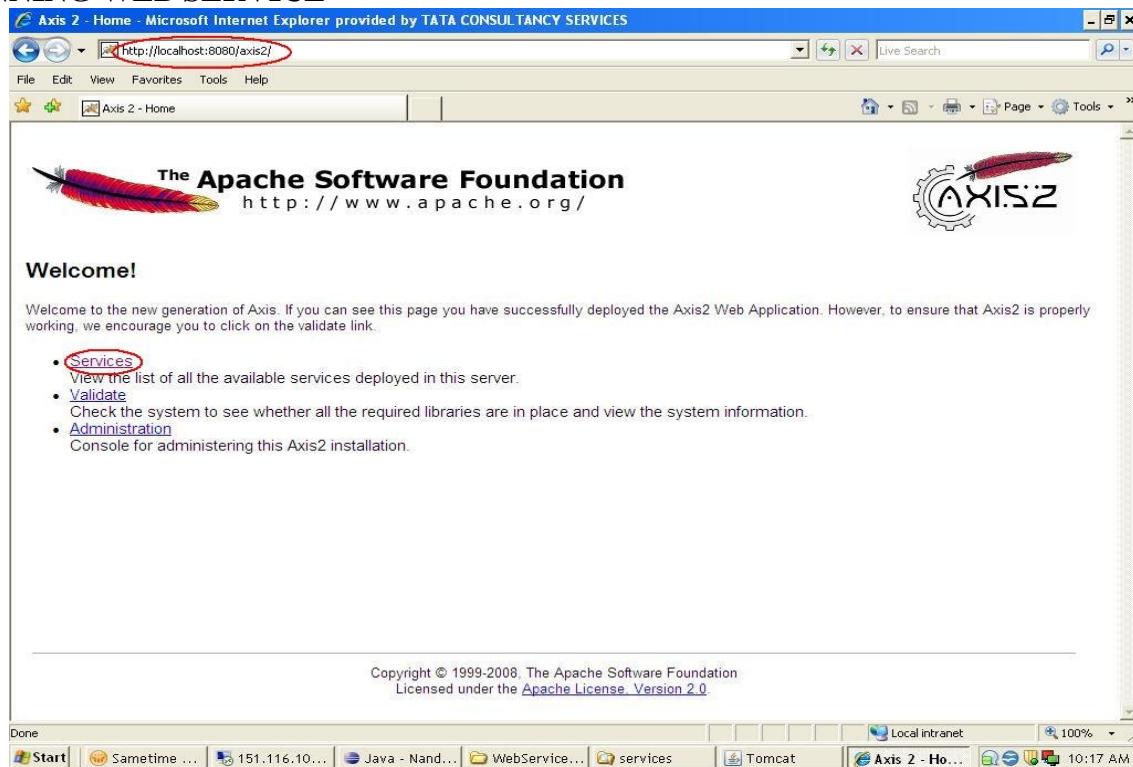 NNING WEB SERVICE
Axis 2 - Home - Microsoft Internet Explorer provided by TATA CONSULTANCY SERVICES
http://localhost:8080/axis2/
Live Search
File Edit View Favorites Tools Help
Axis 2 - Home
Page Tools
The Apache Software Foundation
http://www.apache.org/
AXIS2
Welcome!
Welcome to the new generation of Axis. If you can see this page you have successfully deployed the Axis2 Web Application. However, to ensure that Axis2 is properly
working, we encourage you to click on the validate link.
• Services
View the list of all the available services deployed in this server.
• Validate
Check the system to see whether all the required libraries are in place and view the system information.
• Administration
Console for administering this Axis2 installation.
Copyright © 1999-2008, The Apache Software Foundation
Licensed under the Apache License, Version 2.0.
Done
Local intranet
100%
Start
Sametime ...
151.116.10...
Java - Nand...
WebService...
services
Tomcat
Axis 2 - Ho...
10:17 AM